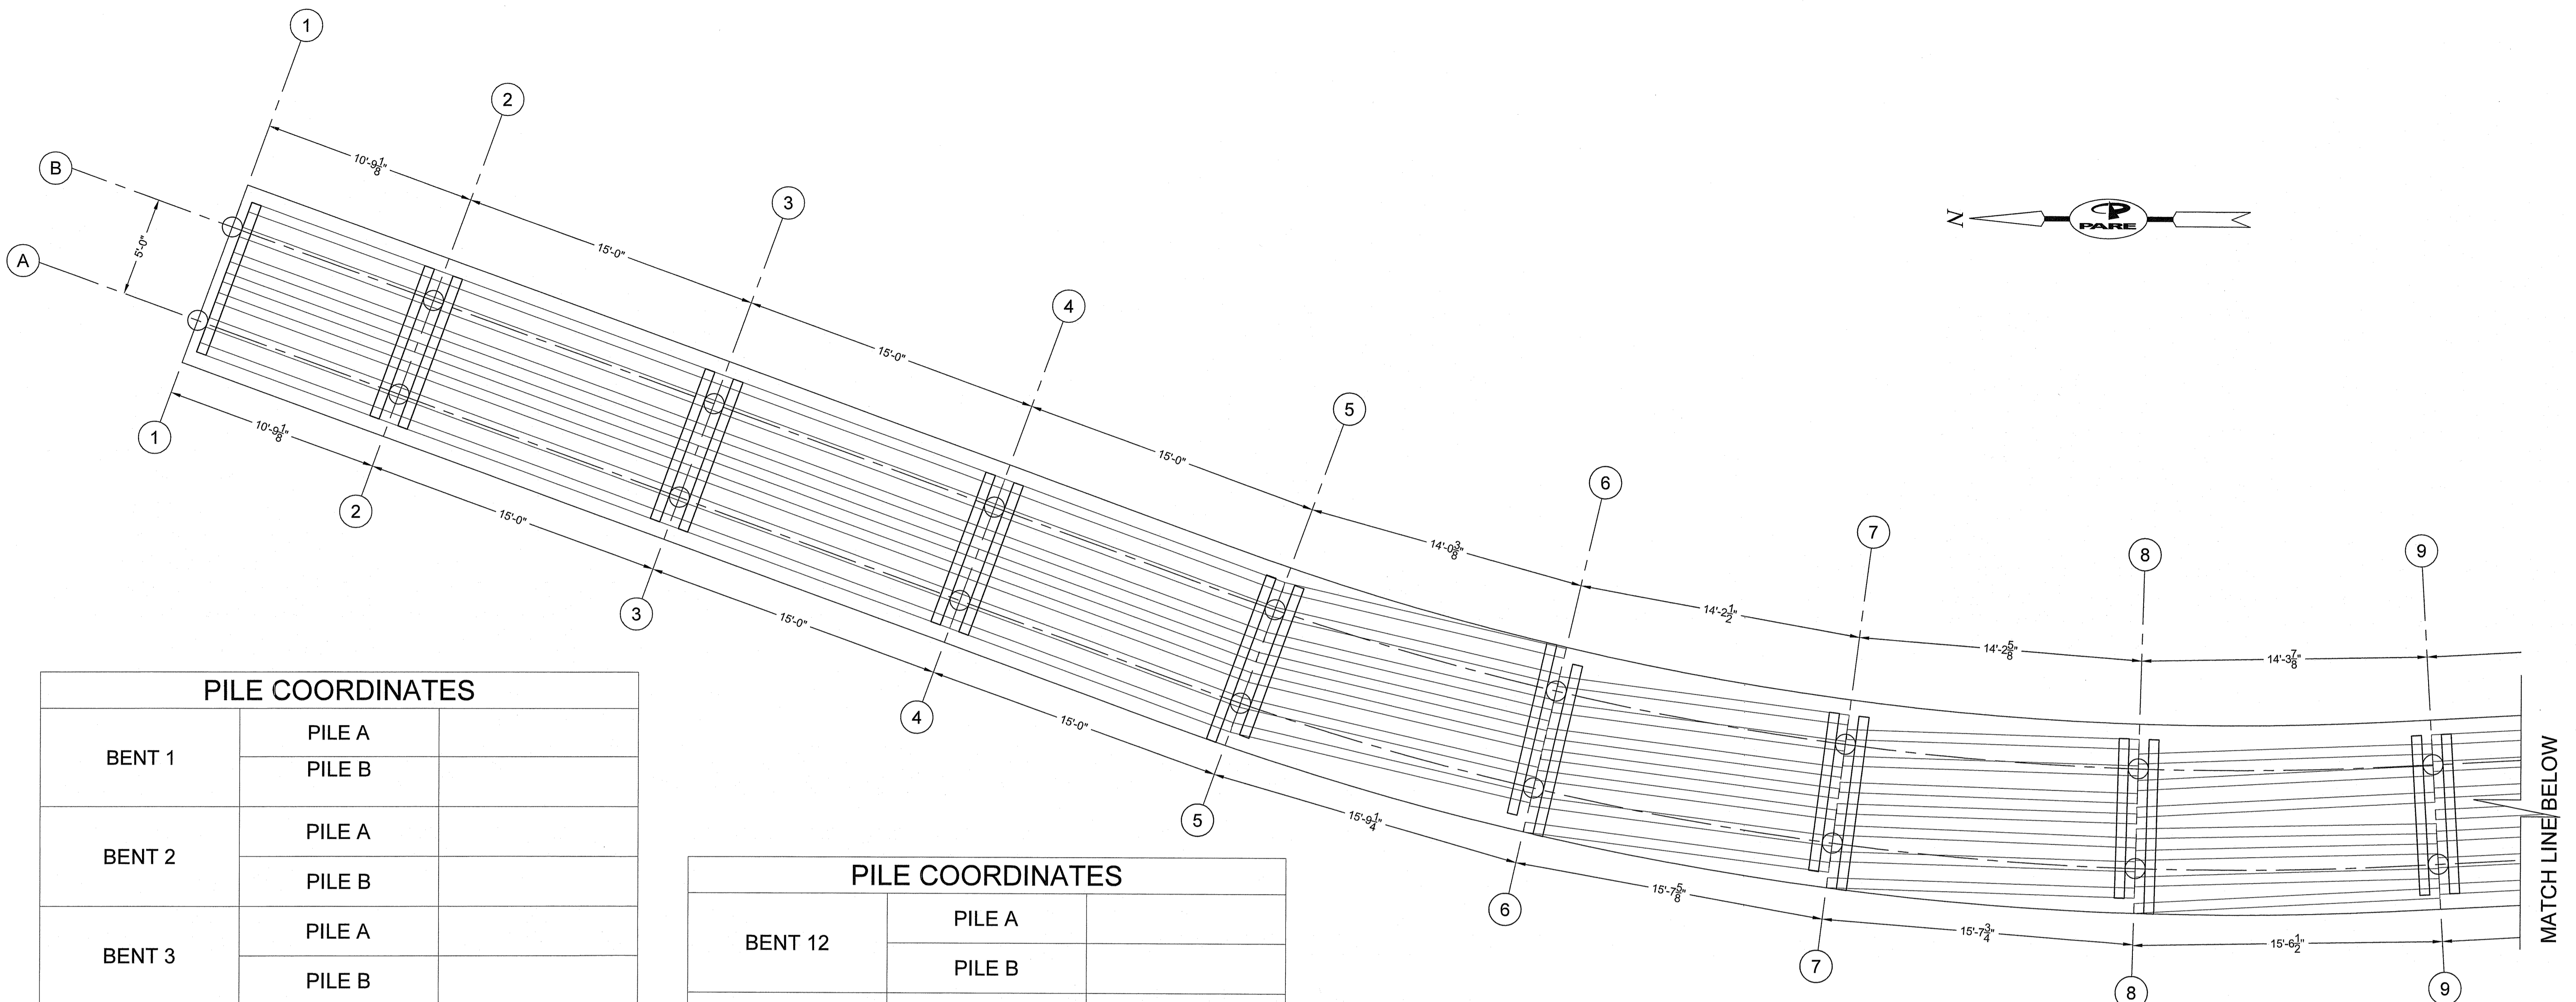 1
2
3
4
5
6
7
8
9
B
A
5'-0"
10'-9 1/8"
15'-0"
15'-0"
15'-0"
14'-0 3/8"
14'-2 1/2"
14'-2 5/8"
14'-3 7/8"
N
PARE
10'-9 1/8"
15'-0"
15'-0"
15'-0"
15'-9 1/4"
15'-7 5/8"
15'-7 3/4"
15'-6 1/2"
1
2
3
4
5
6
7
8
9
MATCH LINE BELOW
PILE COORDINATES
BENT 1
PILE A
PILE B
BENT 2
PILE A
PILE B
BENT 3
PILE A
PILE B
PILE COORDINATES
BENT 12
PILE A
PILE B